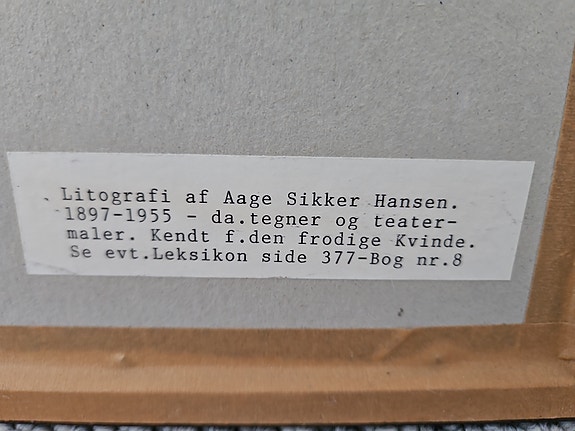 Litografi af Aage Sikker Hansen.
1897-1955 - da.tegner og teater-
maler. Kendt f.den frodige Kvinde.
Se evt.Leksikon side 377-Bog nr.8